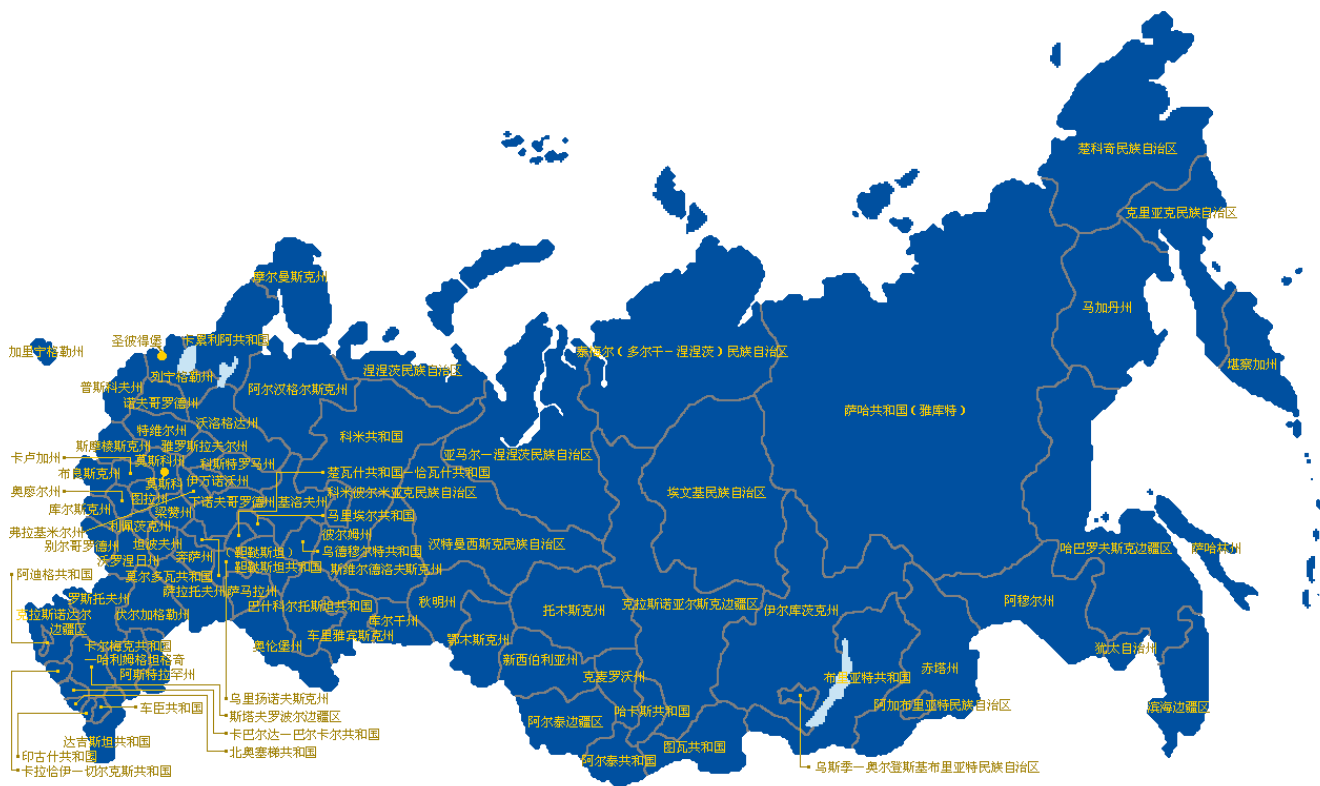 楚科奇民族自治区
克里亚克民族自治区
摩尔曼斯克州
马加丹州
圣彼得堡
卡累利阿共和国
加里宁格勒州
泰梅尔（多尔干-涅涅茨）民族自治区
涅涅茨民族自治区
堪察加州
列宁格勒州
普斯科夫州
阿尔汉格尔斯克州
诺夫哥罗德州
萨哈共和国（雅库特）
沃洛格达州
特维尔州
科米共和国
斯摩棱斯克州
雅罗斯拉夫尔州
亚马尔-涅涅茨民族自治区
卡卢加州
莫斯科州
科斯特罗马州
布良斯克州
楚瓦什共和国-恰瓦什共和国
莫斯科
伊万诺沃州
奥廖尔州
图拉州
下诺夫哥罗德州
基洛夫州
科米彼尔米亚克民族自治区
埃文基民族自治区
库尔斯克州
梁赞州
马里埃尔共和国
利佩茨克州
弗拉基米尔州
彼尔姆州
别尔哥罗德州
坦波夫州
汉特曼西斯克民族自治区
哈巴罗夫斯克边疆区
萨哈林州
沃罗涅日州
奔萨州
（鞑靼斯坦）
鞑靼斯坦共和国
乌德穆尔特共和国
斯维尔德洛夫斯克州
阿迪格共和国
莫尔多瓦共和国
萨拉托夫州
萨马拉州
罗斯托夫州
巴什科尔托斯坦共和国
秋明州
托木斯克州
克拉斯诺亚尔斯克边疆区
伊尔库茨克州
阿穆尔州
克拉斯诺达尔
边疆区
伏尔加格勒州
库尔干州
车里雅宾斯克州
鄂木斯克州
卡尔梅克共和国
一哈利姆格坦格奇
奥伦堡州
犹太自治州
新西伯利亚州
赤塔州
阿斯特拉罕州
克麦罗沃州
布里亚特共和国
乌里扬诺夫斯克州
车臣共和国
斯塔夫罗波尔边疆区
阿尔泰边疆区
哈卡斯共和国
阿加布里亚特民族自治区
滨海边疆区
卡巴尔达一巴尔卡尔共和国
达吉斯坦共和国
图瓦共和国
北奥塞梯共和国
印古什共和国
阿尔泰共和国
卡拉恰伊一切尔克斯共和国
乌斯季一奥尔登斯基布里亚特民族自治区